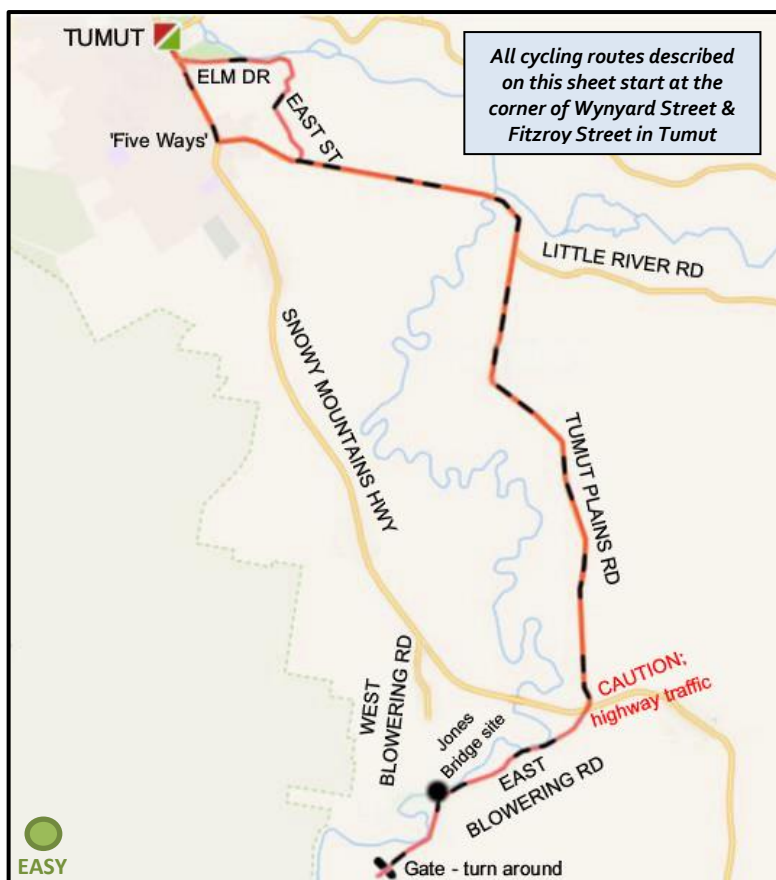 TUMUT
All cycling routes described
on this sheet start at the
corner of Wynyard Street &
Fitzroy Street in Tumut
ELM DR
EAST ST
'Five Ways'
LITTLE RIVER RD
SNOWY MOUNTAINS HWY
TUMUT PLAINS RD
CAUTION;
highway traffic
WEST
BLOWERING RD
Jones
Bridge site
EAST
BLOWERING RD
EASY
Gate - turn around